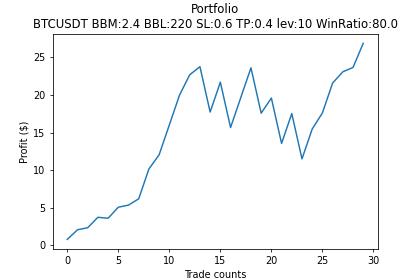 Portfolio
BTCUSDT BBM:2.4 BBL:220 SL:0.6 TP:0.4 lev:10 WinRatio:80.0
Profit ($)
25
20
15
10
5
0
0 5 10 15 20 25 30
Trade counts